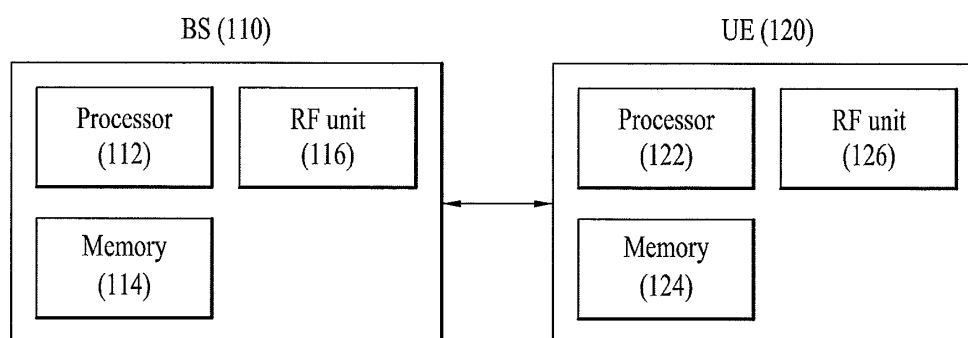 BS (110)
UE (120)
Processor
(112)
RF unit
(116)
Processor
(122)
RF unit
(126)
Memory
(114)
Memory
(124)